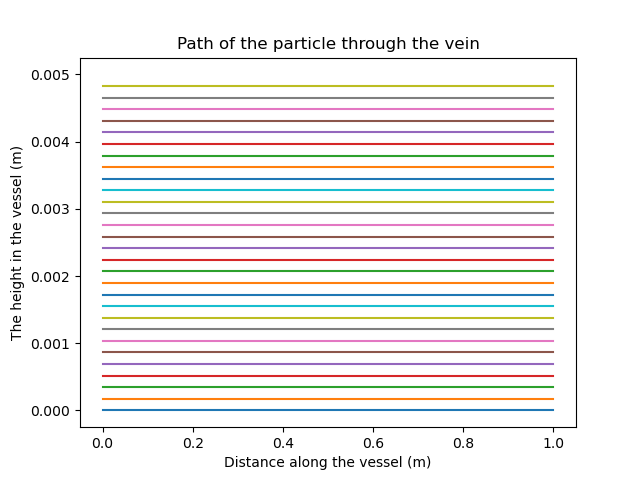 Path of the particle through the vein
0.005
0.004
0.003
0.002
0.001
0.000
The height in the vessel (m)
0.0 0.2 0.4 0.6 0.8 1.0
Distance along the vessel (m)